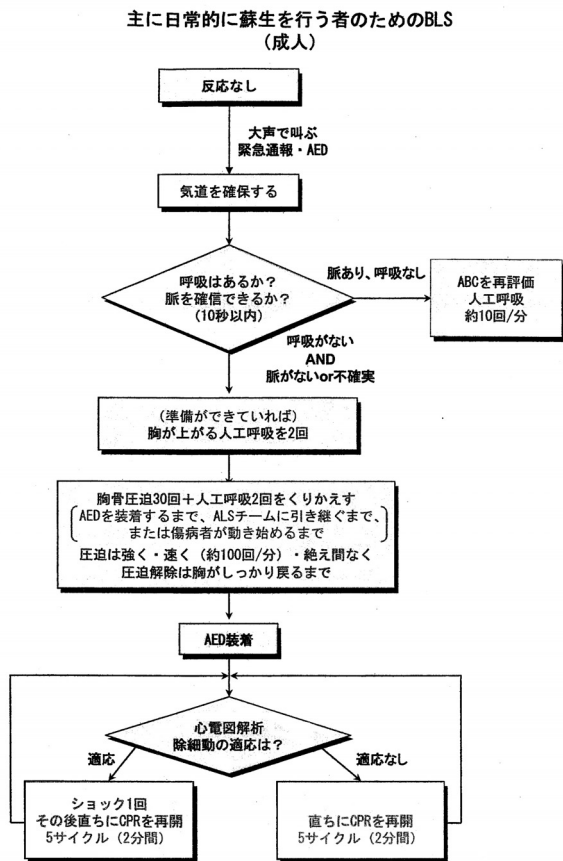 主に日常的に蘇生を行う者のためのBLS
(成人)
反応なし
大声で叫ぶ
緊急通報・AED
気道を確保する
呼吸はあるか?
脈を確信できるか?
(10秒以内)
脈あり、呼吸なし
ABCを再評価
人工呼吸
約10回/分
呼吸がない
AND
脈がないor不確実
(準備ができていれば)
胸が上がる人工呼吸を2回
胸骨圧迫30回+人工呼吸2回をくりかえす
AEDを装着するまで、ALSチームに引き継ぐまで、
または傷病者が動き始めるまで
圧迫は強く・速く(約100回/分)・絶え間なく
圧迫解除は胸がしっかり戻るまで
AED装着
心電図解析
除細動の適応は?
適応
適応なし
ショック1回
その後直ちにCPRを再開
5サイクル(2分間)
直ちにCPRを再開
5サイクル(2分間)